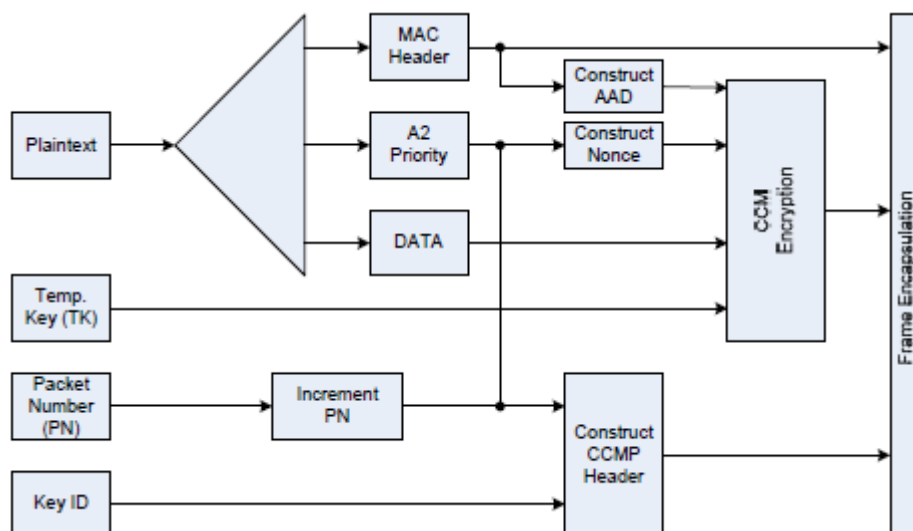 MAC
Header
Construct
AAD
Plaintext
A2
Priority
Construct
Nonce
CCM
Encryption
DATA
Frame Encapsulation
Temp.
Key (TK)
Packet
Number
(PN)
Increment
PN
Construct
CCMP
Header
Key ID